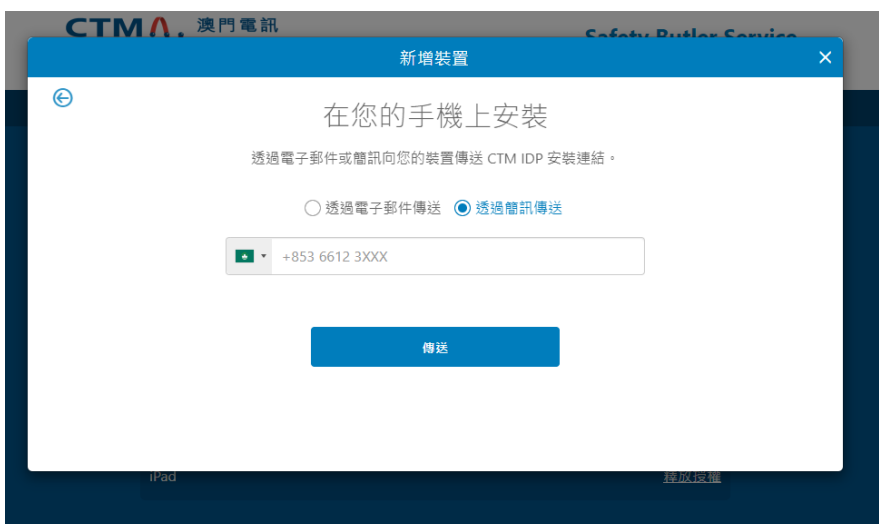 CTM 澳門電訊
Safety Butler Service
新增裝置
在您的手機上安裝
透過電子郵件或簡訊向您的裝置傳送 CTM IDP 安裝連結。
透過電子郵件傳送 透過簡訊傳送
+853 6612 3XXX
傳送
iPad 釋放授權